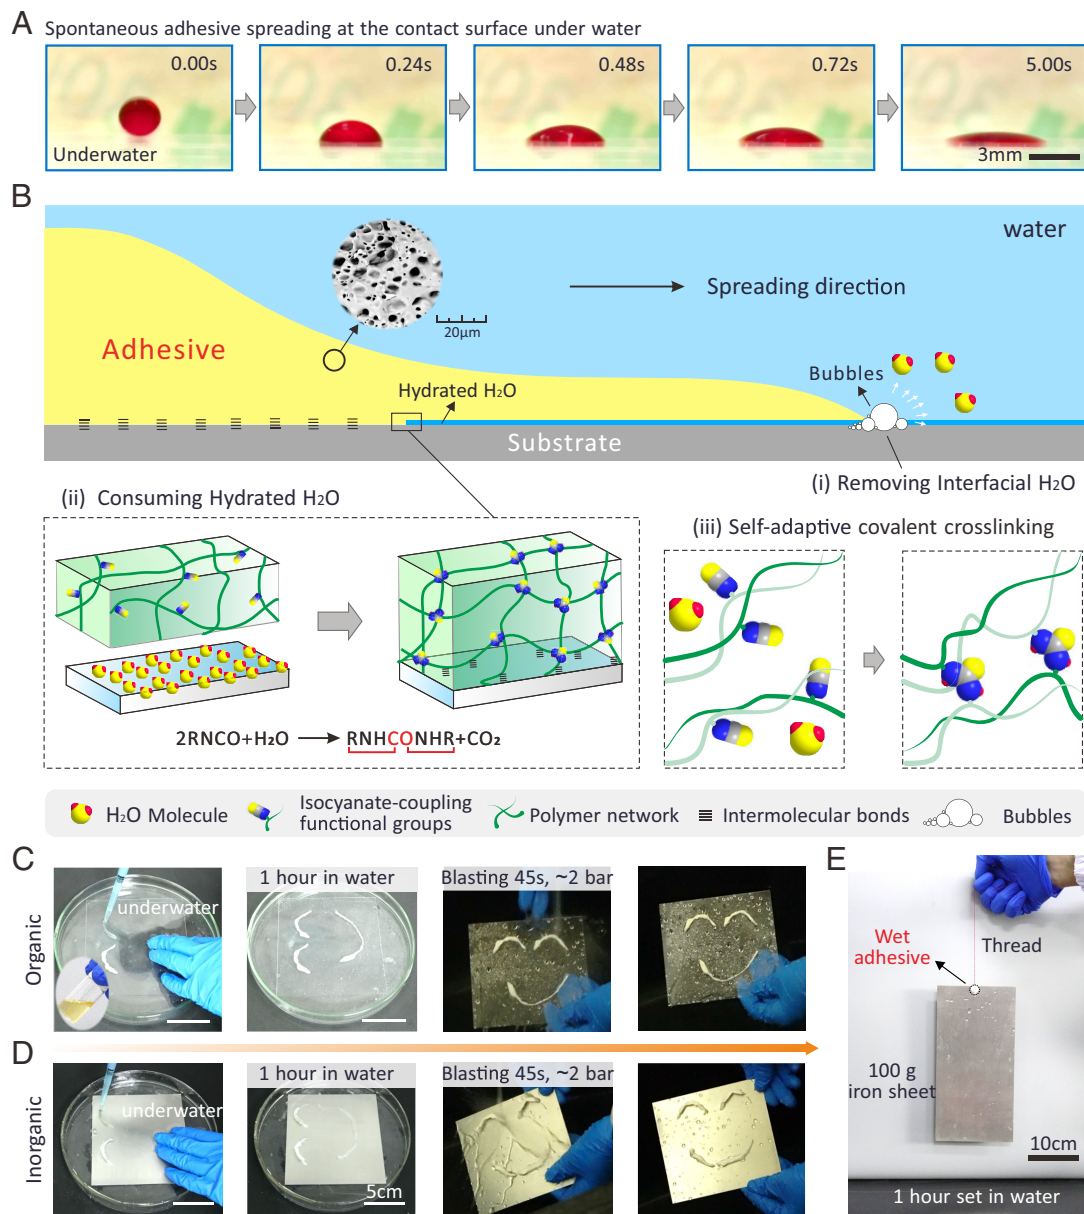 A
Spontaneous adhesive spreading at the contact surface under water
0.00s
0.24s
0.48s
0.72s
5.00s
Underwater
3mm
B
water
Spreading direction
20μm
Adhesive
Bubbles
Hydrated H₂O
Substrate
(i) Removing Interfacial H₂O
(ii) Consuming Hydrated H₂O
(iii) Self-adaptive covalent crosslinking
2RNCO+H₂O → RNHCONHR+CO₂
H₂O Molecule
Isocyanate-coupling
functional groups
Polymer network
Intermolecular bonds
Bubbles
C
Organic
underwater
1 hour in water
Blasting 45s, ~2 bar
D
Inorganic
underwater
1 hour in water
5cm
Blasting 45s, ~2 bar
E
Wet
adhesive
Thread
100 g
iron sheet
10cm
1 hour set in water